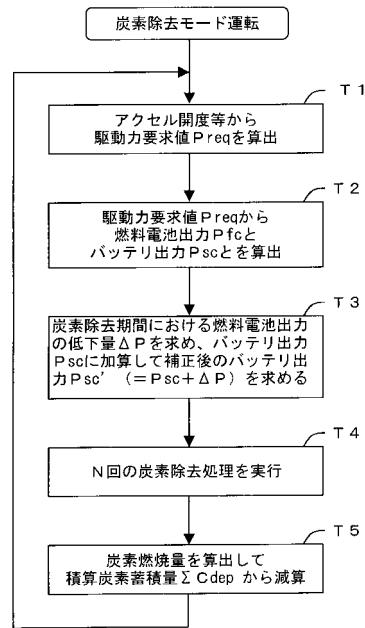 炭素除去モード運転
T1
アクセル開度等から
駆動力要求値Preqを算出
T2
駆動力要求値Preqから
燃料電池出力Pfcと
バッテリ出力Pscとを算出
T3
炭素除去期間における燃料電池出力
の低下量ΔPを求め、バッテリ出力
Pscに加算して補正後のバッテリ出
力Psc'（＝Psc＋ΔP）を求める
T4
N回の炭素除去処理を実行
T5
炭素燃焼量を算出して
積算炭素蓄積量ΣCdepから減算